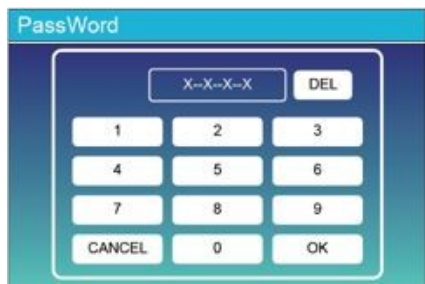 PassWord
X--X--X--X DEL
1 2 3
4 5 6
7 8 9
CANCEL 0 OK